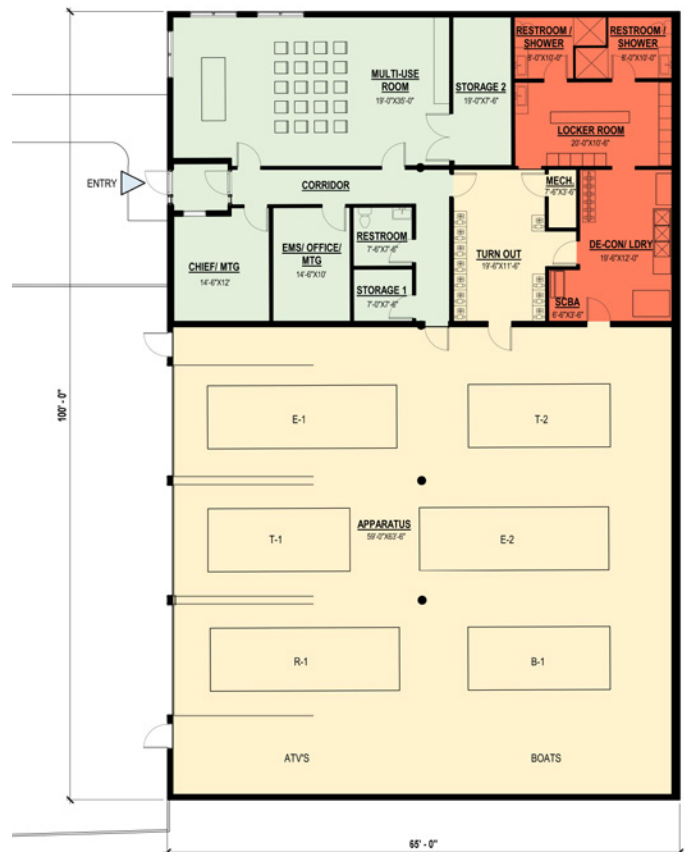 RESTROOM /
SHOWER
8'-0"X10'-0"
RESTROOM /
SHOWER
8'-0"X10'-0"
MULTI-USE
ROOM
19'-0"X35'-0"
STORAGE 2
19'-0"X7'-6"
LOCKER ROOM
20'-0"X10'-6"
ENTRY
CORRIDOR
MECH.
7'-6"X3'-6"
RESTROOM
7'-6"X7'-6"
EMS/ OFFICE/
MTG
14'-6"X10'
CHIEF/ MTG
14'-6"X12'
TURN OUT
19'-6"X11'-6"
DE-CON/ LDRY
19'-6"X12'-0"
STORAGE 1
7'-0"X7'-6"
SCBA
6'-6"X3'-6"
100' - 0"
E-1
T-2
APPARATUS
59'-0"X63'-6"
T-1
E-2
R-1
B-1
ATV'S
BOATS
65' - 0"